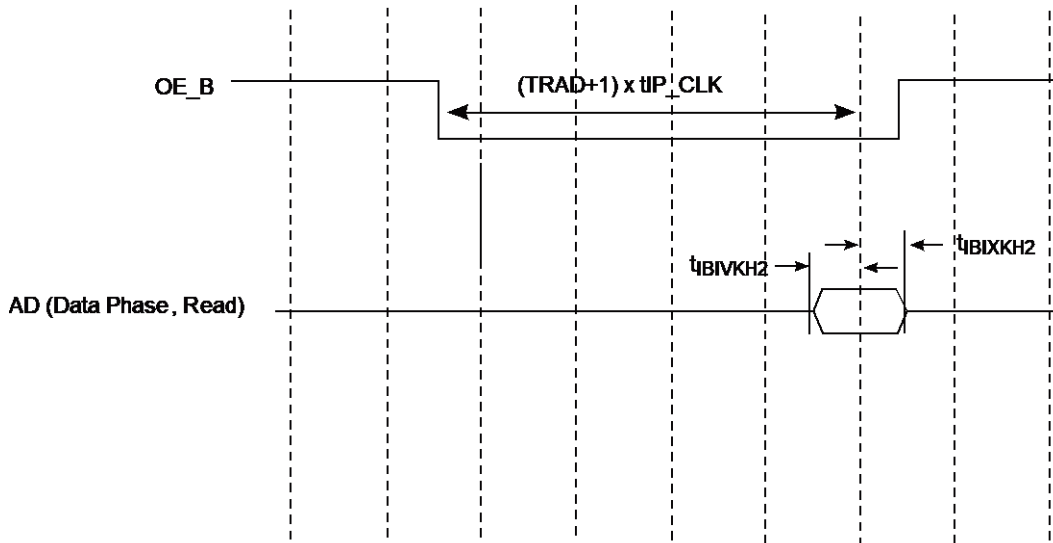 OE_B
(TRAD+1) x tIP_CLK
tIBIVKH2
tIBIXKH2
AD (Data Phase, Read)